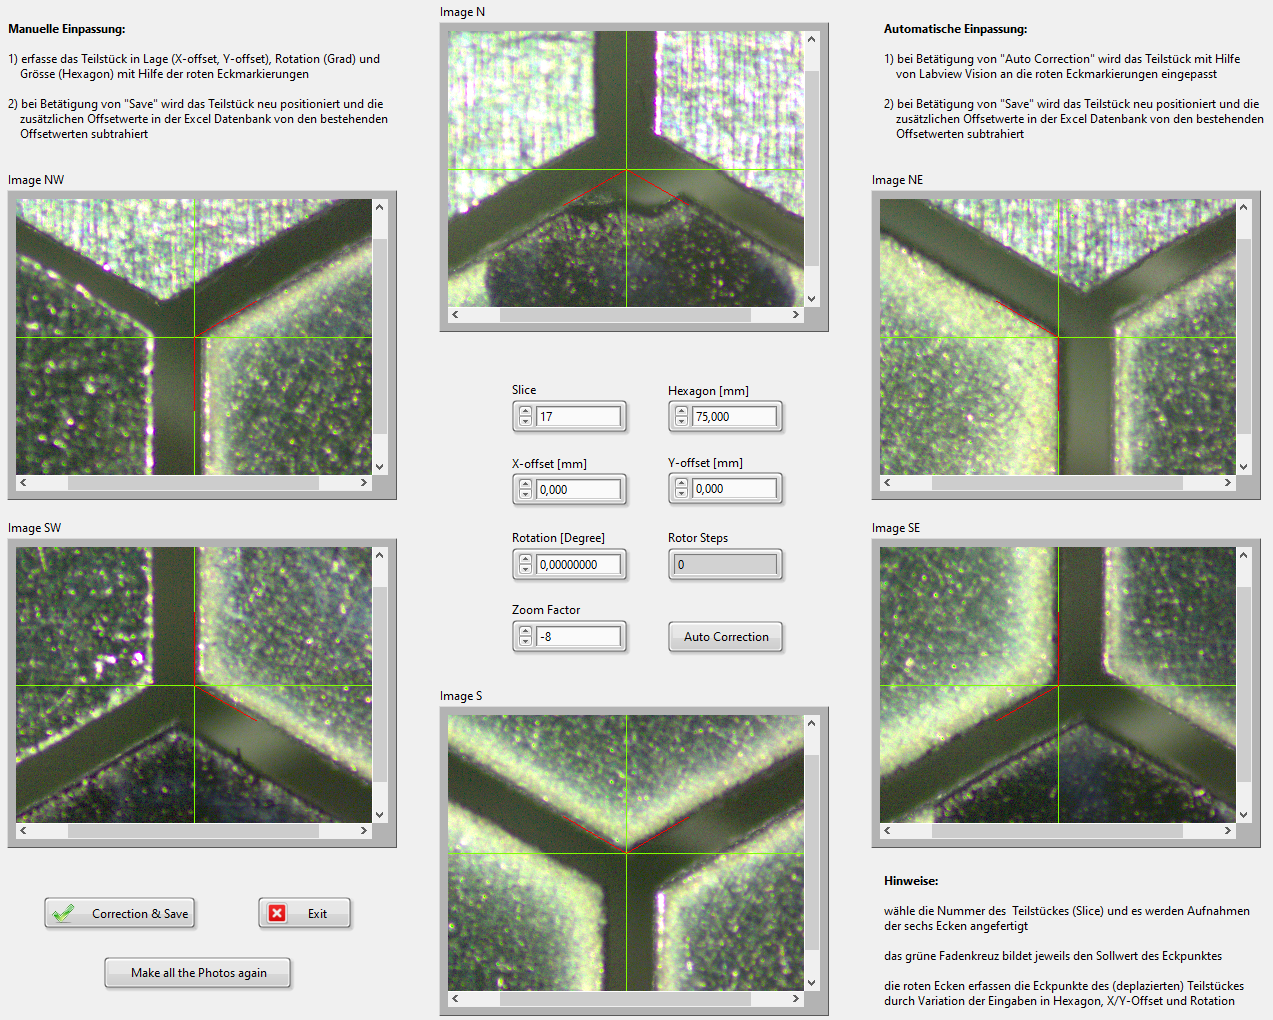 Manuelle Einpassung:
1) erfasse das Teilstück in Lage (X-offset, Y-offset), Rotation (Grad) und
Grösse (Hexagon) mit Hilfe der roten Eckmarkierungen
2) bei Betätigung von "Save" wird das Teilstück neu positioniert und die
zusätzlichen Offsetwerte in der Excel Datenbank von den bestehenden
Offsetwerten subtrahiert
Image N
Automatische Einpassung:
1) bei Betätigung von "Auto Correction" wird das Teilstück mit Hilfe
von Labview Vision an die roten Eckmarkierungen eingepasst
2) bei Betätigung von "Save" wird das Teilstück neu positioniert und die
zusätzlichen Offsetwerte in der Excel Datenbank von den bestehenden
Offsetwerten subtrahiert
Image NW
Image NE
Slice
17
Hexagon [mm]
75,000
X-offset [mm]
0,000
Y-offset [mm]
0,000
Rotation [Degree]
0,00000000
Rotor Steps
0
Zoom Factor
-8
Auto Correction
Image SW
Image SE
Image S
Correction & Save
Exit
Make all the Photos again
Hinweise:
wähle die Nummer des  Teilstückes (Slice) und es werden Aufnahmen
der sechs Ecken angefertigt
das grüne Fadenkreuz bildet jeweils den Sollwert des Eckpunktes
die roten Ecken erfassen die Eckpunkte des (deplazierten) Teilstückes
durch Variation der Eingaben in Hexagon, X/Y-Offset und Rotation